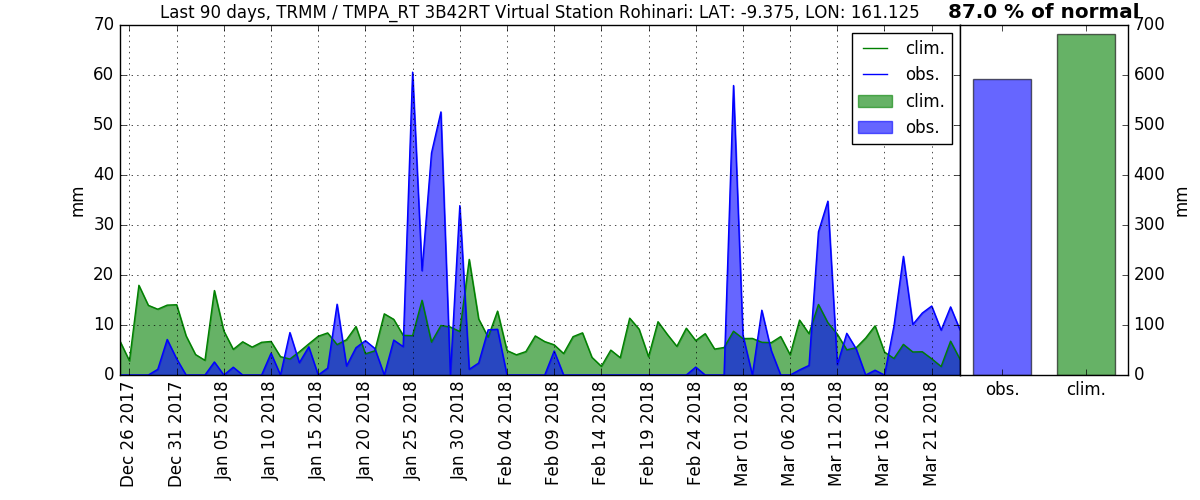 Last 90 days, TRMM / TMPA_RT 3B42RT Virtual Station Rohinari: LAT: -9.375, LON: 161.125
87.0 % of normal
70
60
50
40
30
20
10
0
mm
clim.
obs.
clim.
obs.
Dec 26 2017
Dec 31 2017
Jan 05 2018
Jan 10 2018
Jan 15 2018
Jan 20 2018
Jan 25 2018
Jan 30 2018
Feb 04 2018
Feb 09 2018
Feb 14 2018
Feb 19 2018
Feb 24 2018
Mar 01 2018
Mar 06 2018
Mar 11 2018
Mar 16 2018
Mar 21 2018
700
600
500
400
300
200
100
0
mm
obs.
clim.